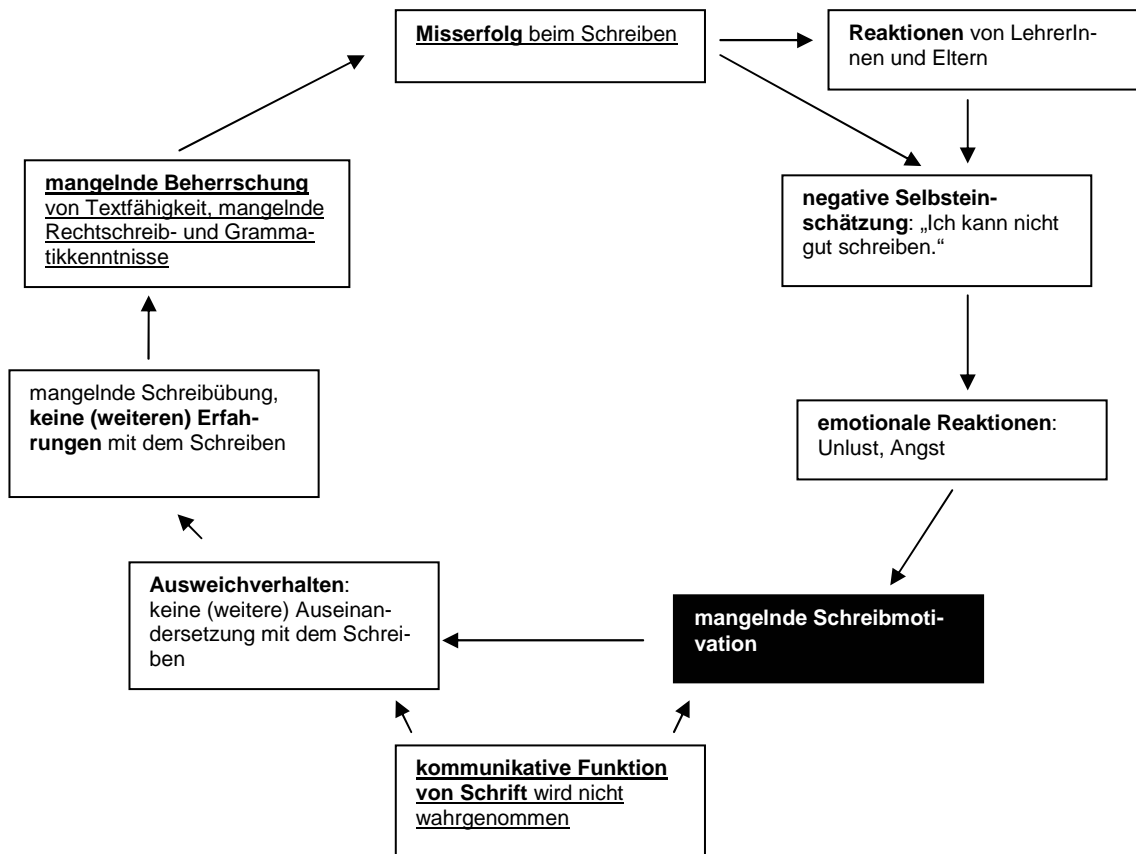 Misserfolg beim Schreiben
Reaktionen von LehrerIn-
nen und Eltern
mangelnde Beherrschung
von Textfähigkeit, mangelnde
Rechtschreib- und Gramma-
tikkenntnisse
negative Selbstein-
schätzung: „Ich kann nicht
gut schreiben.“
mangelnde Schreibübung,
keine (weiteren) Erfah-
rungen mit dem Schreiben
emotionale Reaktionen:
Unlust, Angst
Ausweichverhalten:
keine (weitere) Auseinan-
dersetzung mit dem Schrei-
ben
mangelnde Schreibmoti-
vation
kommunikative Funktion
von Schrift wird nicht
wahrgenommen